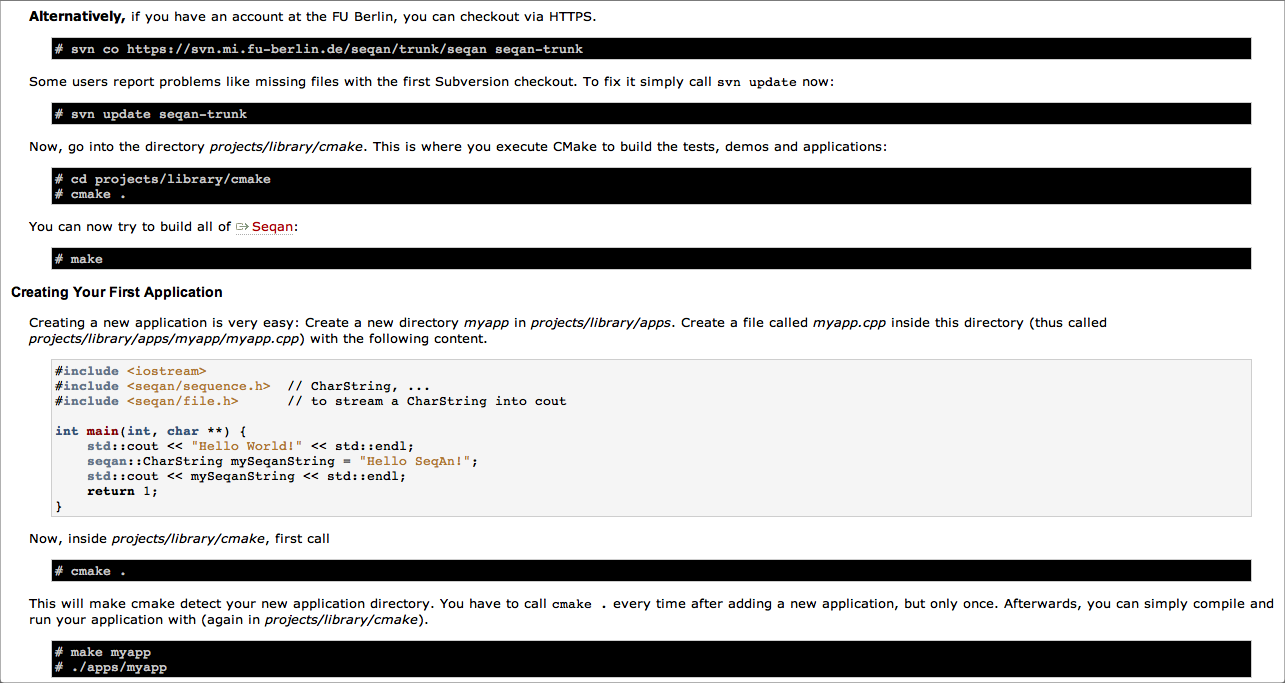 Alternatively, if you have an account at the FU Berlin, you can checkout via HTTPS.
# svn co https://svn.mi.fu-berlin.de/seqan/trunk/seqan seqan-trunk
Some users report problems like missing files with the first Subversion checkout. To fix it simply call svn update now:
# svn update seqan-trunk
Now, go into the directory projects/library/cmake. This is where you execute CMake to build the tests, demos and applications:
# cd projects/library/cmake
# cmake .
You can now try to build all of Seqan:
# make
Creating Your First Application
Creating a new application is very easy: Create a new directory myapp in projects/library/apps. Create a file called myapp.cpp inside this directory (thus called
projects/library/apps/myapp/myapp.cpp) with the following content.
#include <iostream>
#include <seqan/sequence.h>  // CharString, ...
#include <seqan/file.h>      // to stream a CharString into cout
int main(int, char **) {
    std::cout << "Hello World!" << std::endl;
    seqan::CharString mySeqanString = "Hello SeqAn!";
    std::cout << mySeqanString << std::endl;
    return 1;
}
Now, inside projects/library/cmake, first call
# cmake .
This will make cmake detect your new application directory. You have to call cmake . every time after adding a new application, but only once. Afterwards, you can simply compile and
run your application with (again in projects/library/cmake).
# make myapp
# ./apps/myapp